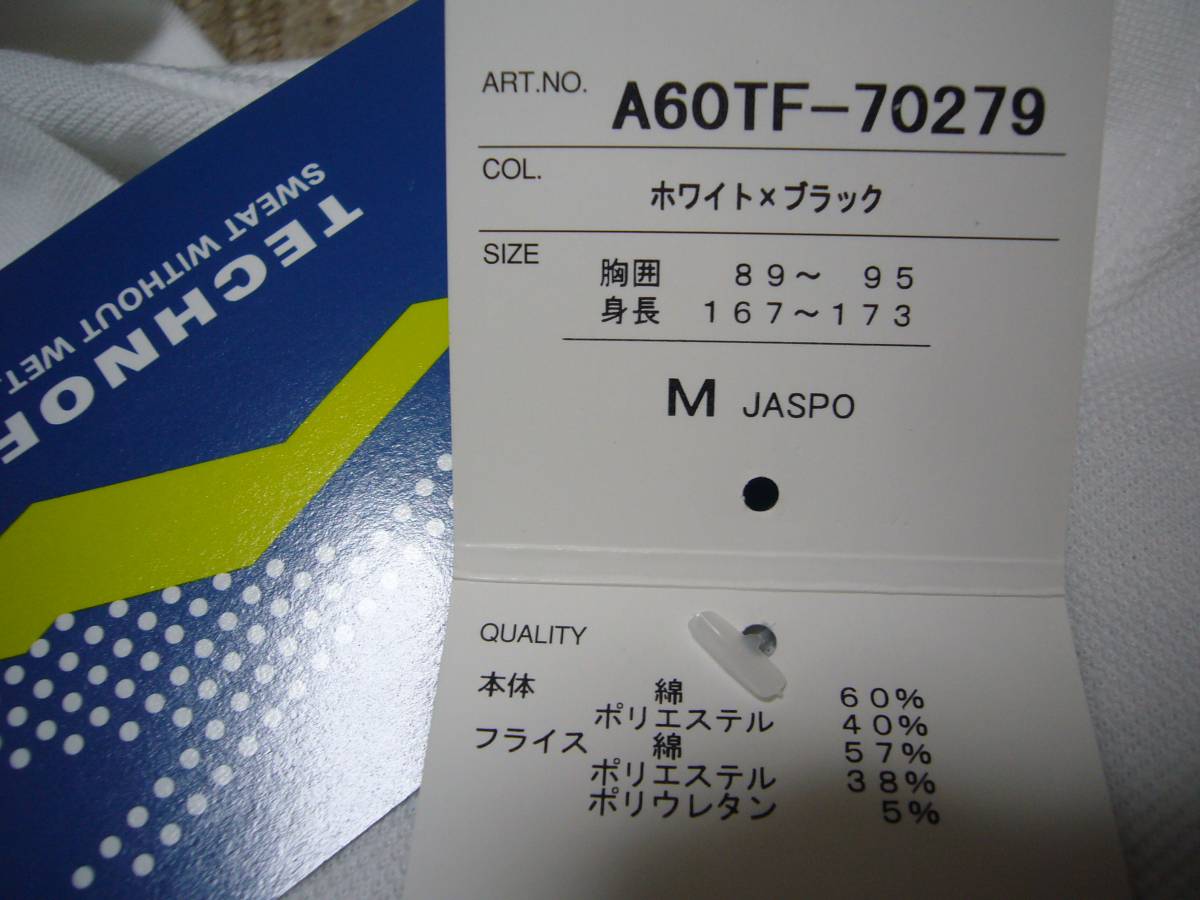 TECHNOF
SWEAT WITHOUT WET.
ART.NO. A60TF-70279
COL. ホワイト×ブラック
SIZE 胸囲 89～ 95
身長 167～173
M JASPO
QUALITY
本体 綿 60%
ポリエステル 40%
フライス 綿 57%
ポリエステル 38%
ポリウレタン 5%